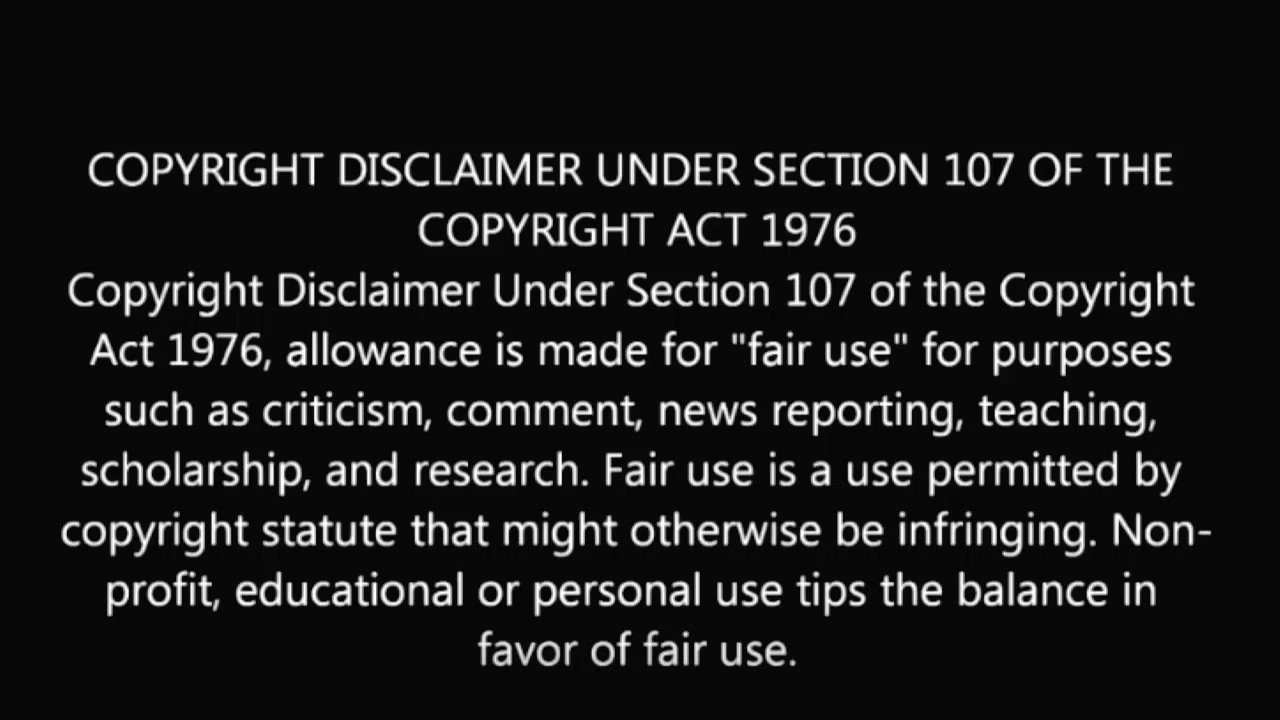 COPYRIGHT DISCLAIMER UNDER SECTION 107 OF THE
COPYRIGHT ACT 1976
Copyright Disclaimer Under Section 107 of the Copyright
Act 1976, allowance is made for "fair use" for purposes
such as criticism, comment, news reporting, teaching,
scholarship, and research. Fair use is a use permitted by
copyright statute that might otherwise be infringing. Non-
profit, educational or personal use tips the balance in
favor of fair use.